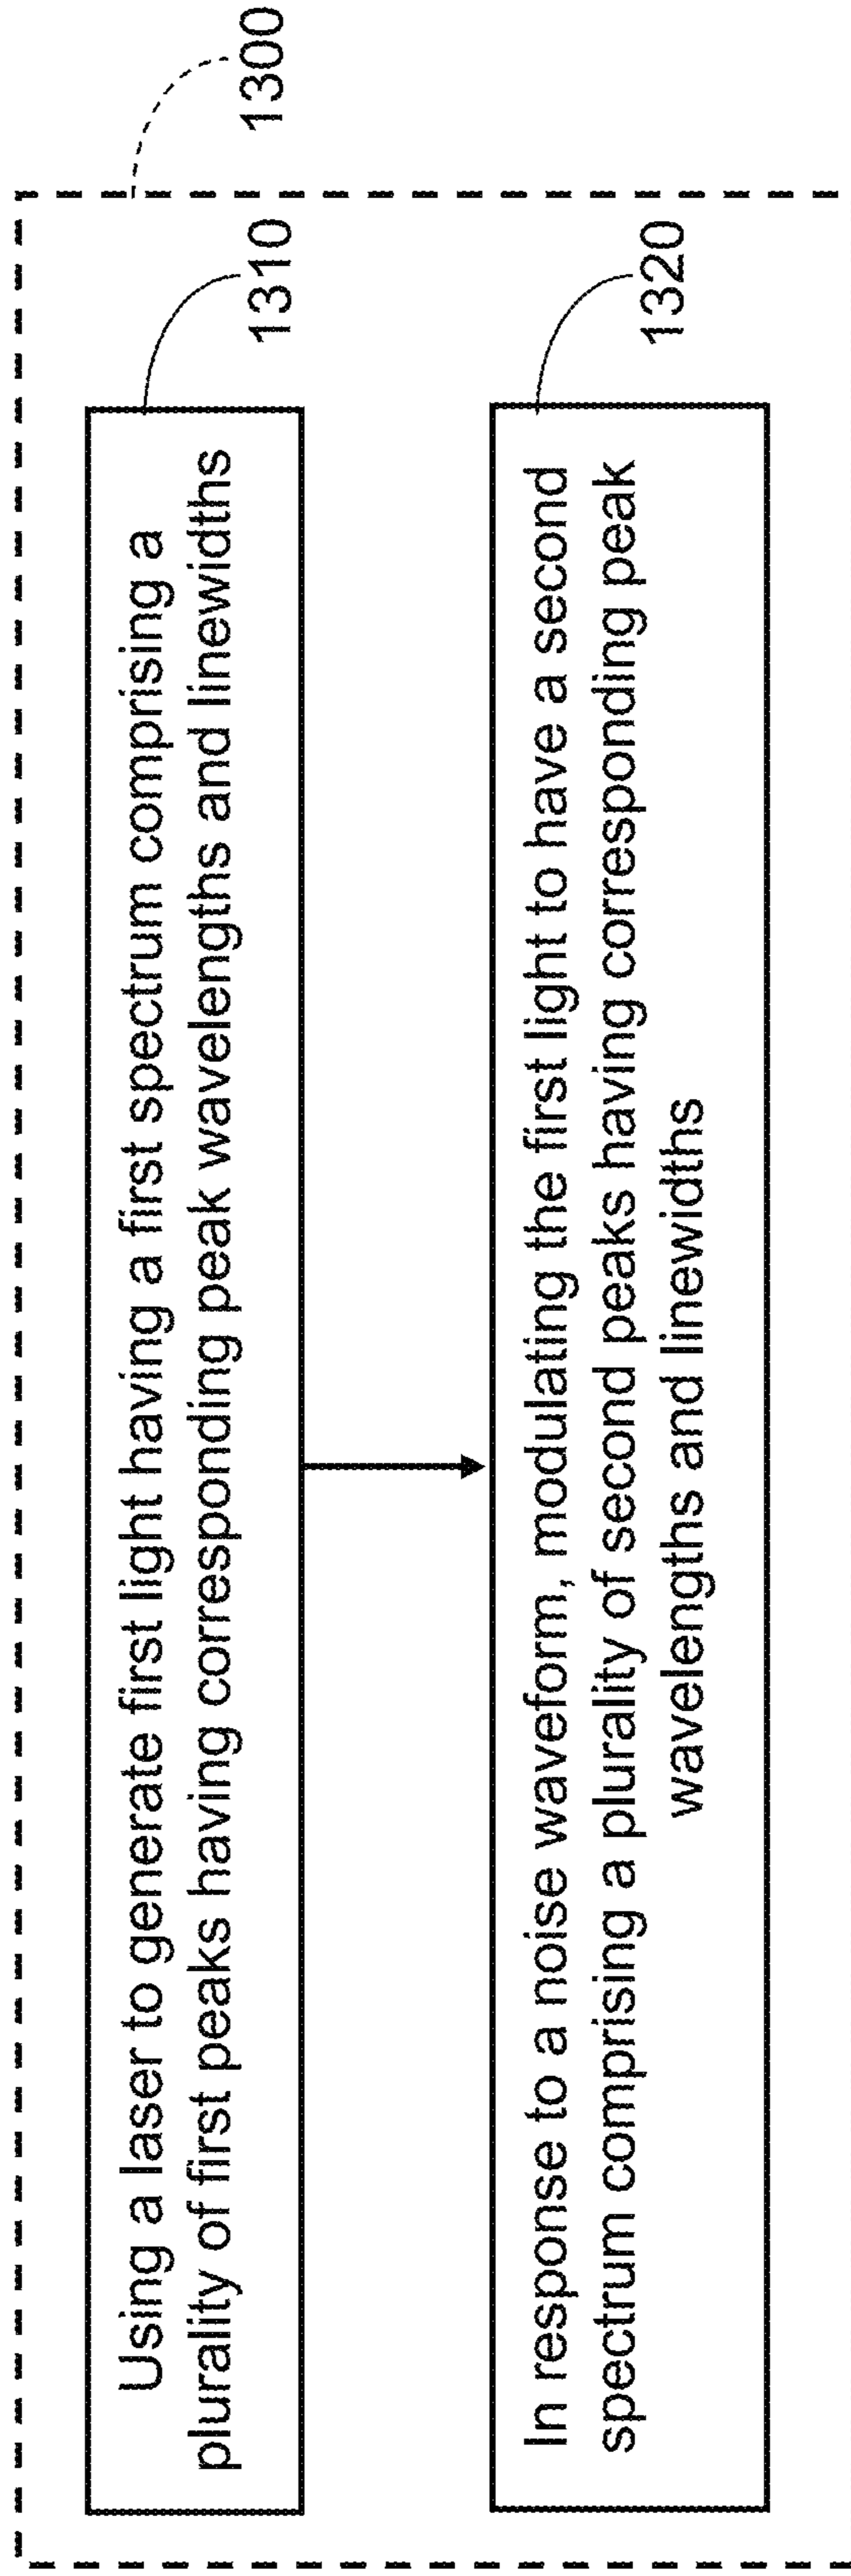 1300
Using a laser to generate first light having a first spectrum comprising a
plurality of first peaks having corresponding peak wavelengths and linewidths
1310
In response to a noise waveform, modulating the first light to have a second
spectrum comprising a plurality of second peaks having corresponding peak
wavelengths and linewidths
1320